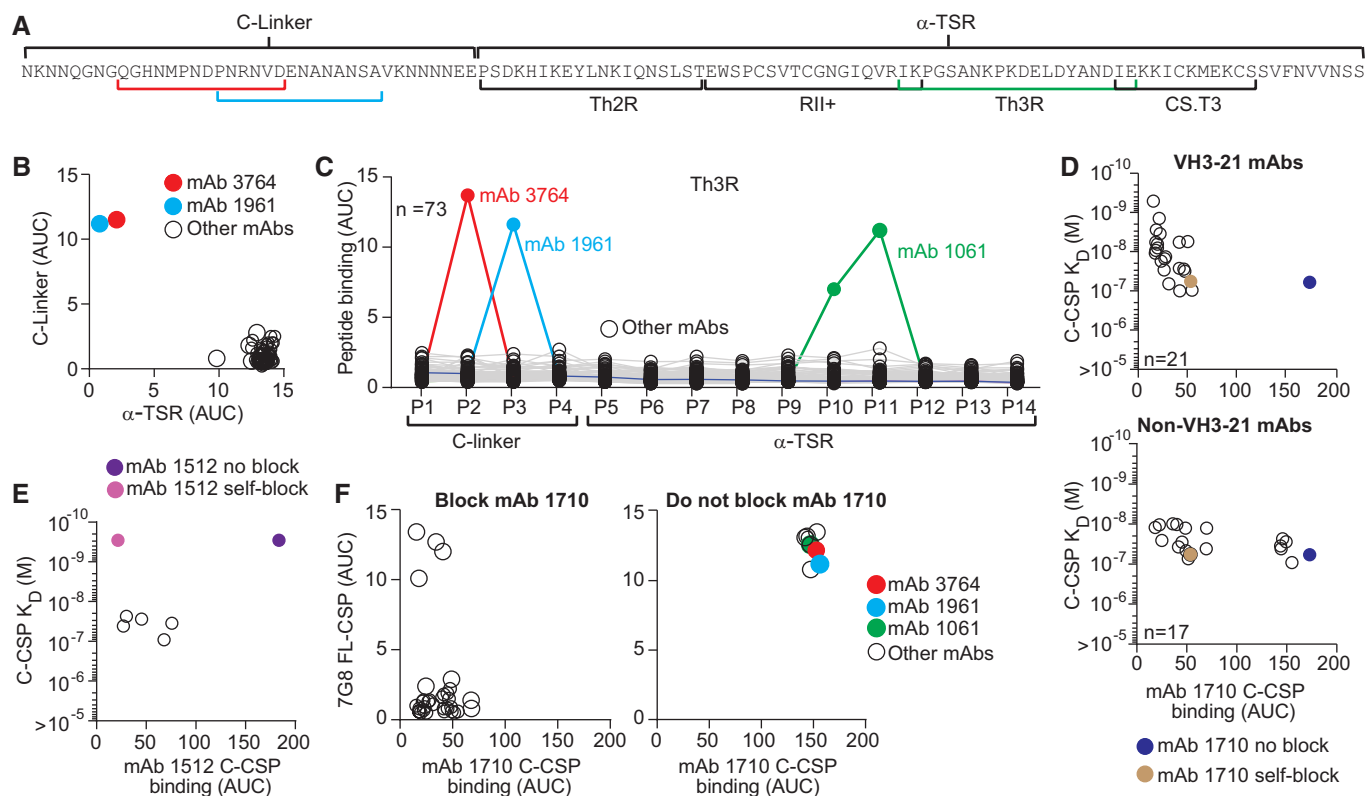 A
C-Linker
α-TSR
NKNNQGNGQGHNMPNDPNRNVDENANANSAVKNNNNEEPSDKHIKEYLNKIQNSLSTEWSPCSVTCGNGIQVRIKPGSANKPKDELDYANDIEKKICKMEKCSSVFNVVNSS
Th2R
RII+
Th3R
CS.T3
B
15
10
5
0
C-Linker (AUC)
0
5
10
15
α-TSR (AUC)
mAb 3764
mAb 1961
Other mAbs
C
Th3R
n =73
15
10
5
0
Peptide binding (AUC)
mAb 3764
mAb 1961
mAb 1061
Other mAbs
P1 P2 P3 P4 P5 P6 P7 P8 P9 P10 P11 P12 P13 P14
C-linker
α-TSR
D
VH3-21 mAbs
10-10
10-9
10-8
10-7
10-6
>10-5
C-CSP KD (M)
n=21
0 50 100 150 200
Non-VH3-21 mAbs
10-10
10-9
10-8
10-7
10-6
>10-5
C-CSP KD (M)
n=17
0 50 100 150 200
mAb 1710 C-CSP
binding (AUC)
mAb 1710 no block
mAb 1710 self-block
E
mAb 1512 no block
mAb 1512 self-block
10-10
10-9
10-8
10-7
10-6
>10-5
C-CSP KD (M)
0 50 100 150 200
mAb 1512 C-CSP
binding (AUC)
F
Block mAb 1710
15
10
5
0
7G8 FL-CSP (AUC)
0 50 100 150 200
mAb 1710 C-CSP
binding (AUC)
Do not block mAb 1710
15
10
5
0
0 50 100 150 200
mAb 1710 C-CSP
binding (AUC)
mAb 3764
mAb 1961
mAb 1061
Other mAbs